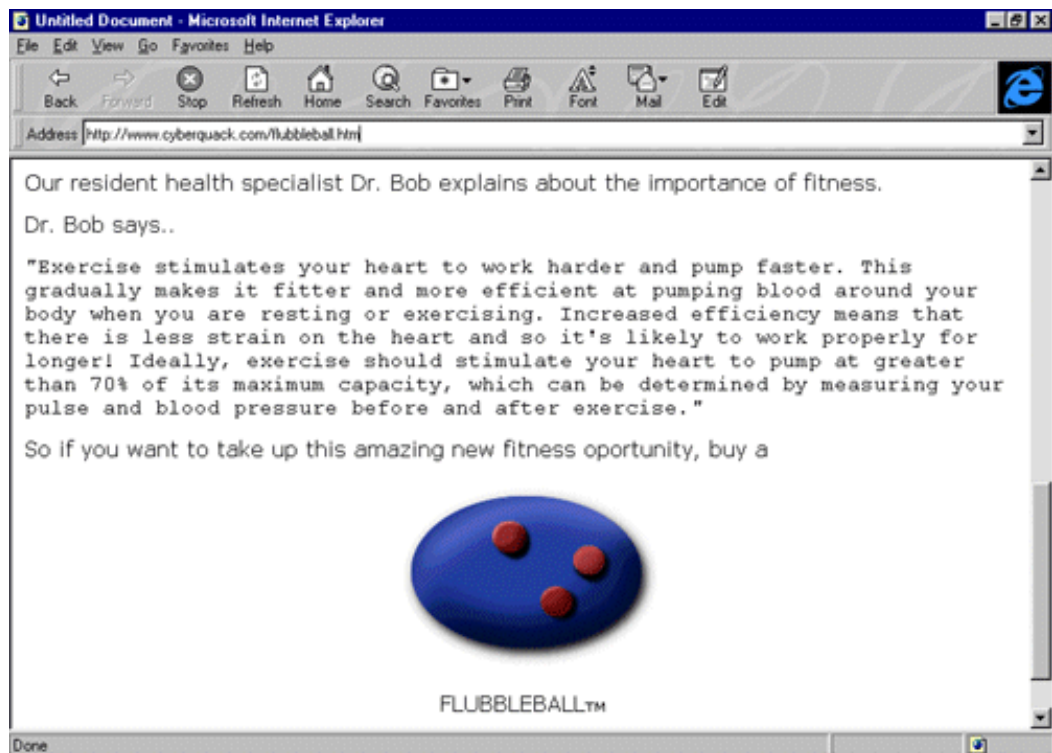 Untitled Document - Microsoft Internet Explorer
File Edit View Go Favorites Help
Back Forward Stop Refresh Home Search Favorites Print Font Mail Edit
Address http://www.cyberquack.com/flubbleball.htm
Our resident health specialist Dr. Bob explains about the importance of fitness.
Dr. Bob says..
"Exercise stimulates your heart to work harder and pump faster. This
gradually makes it fitter and more efficient at pumping blood around your
body when you are resting or exercising. Increased efficiency means that
there is less strain on the heart and so it's likely to work properly for
longer! Ideally, exercise should stimulate your heart to pump at greater
than 70% of its maximum capacity, which can be determined by measuring your
pulse and blood pressure before and after exercise."
So if you want to take up this amazing new fitness oportunity, buy a
FLUBBLEBALL™
Done